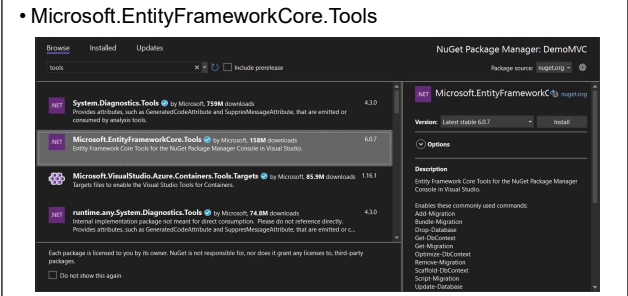 • Microsoft.EntityFrameworkCore.Tools
Browse Installed Updates
NuGet Package Manager: DemoMVC
tools
Include prerelease
Package source: nuget.org
.NET
System.Diagnostics.Tools by Microsoft, 759M downloads
4.3.0
Provides attributes, such as GeneratedCodeAttribute and SuppresMessageAttribute, that are emitted or
consumed by analysis tools.
.NET
Microsoft.EntityFrameworkCore.Tools by Microsoft, 158M downloads
6.0.7
Entity Framework Core Tools for the NuGet Package Manager Console in Visual Studio.
Microsoft.VisualStudio.Azure.Containers.Tools.Targets by Microsoft, 85.9M downloads
1.16.1
Targets files to enable the Visual Studio Tools for Containers.
.NET
runtime.any.System.Diagnostics.Tools by Microsoft, 74.8M downloads
4.3.0
Internal implementation package not meant for direct consumption. Please do not reference directly.
Provides attributes, such as GeneratedCodeAttribute and SuppresMessageAttribute, that are emitted or c...
Each package is licensed to you by its owner. NuGet is not responsible for, nor does it grant any licenses to, third-party
packages.
Do not show this again
.NET
Microsoft.EntityFrameworkC
nuget.org
Version: Latest stable 6.0.7
Install
Options
Description
Entity Framework Core Tools for the NuGet Package Manager
Console in Visual Studio.
Enables these commonly used commands:
Add-Migration
Bundle-Migration
Drop-Database
Get-DbContext
Get-Migration
Optimize-DbContext
Remove-Migration
Scaffold-DbContext
Script-Migration
Update-Database